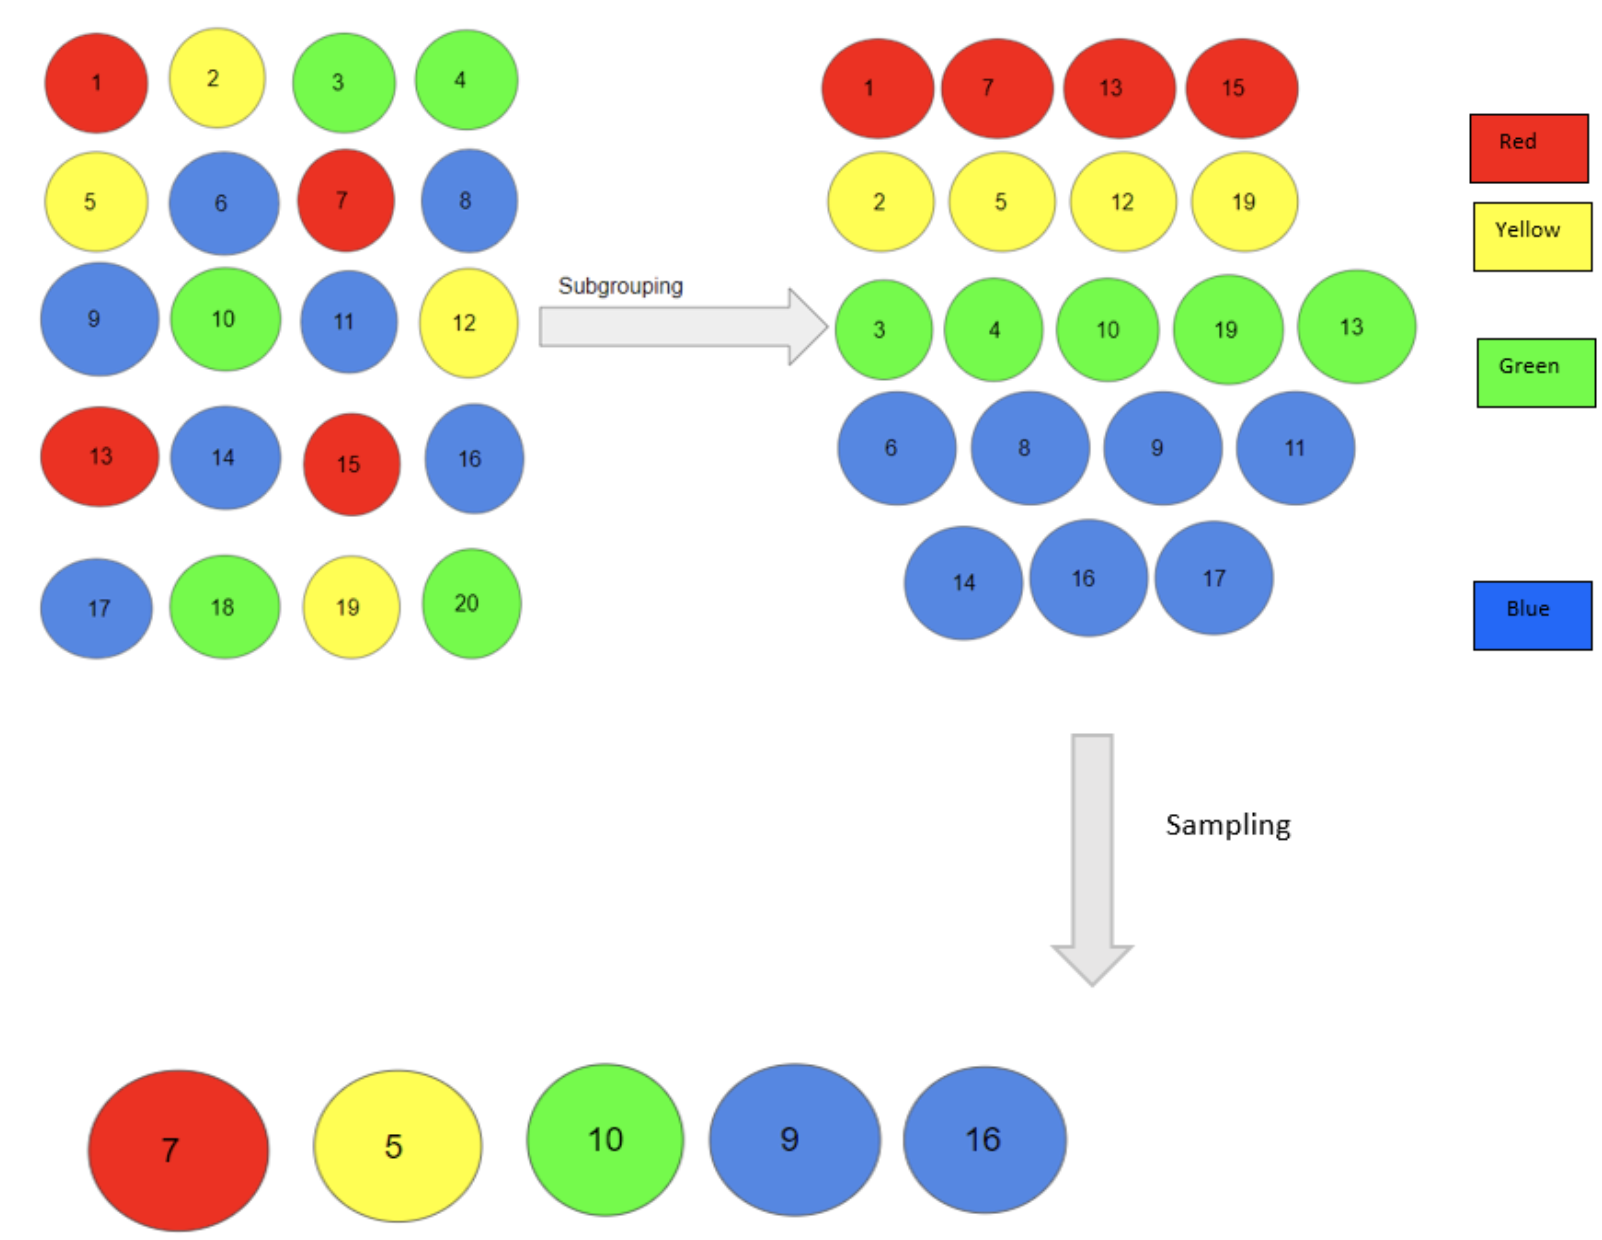 1 2 3 4
5 6 7 8
9 10 11 12
13 14 15 16
17 18 19 20
Subgrouping
1 7 13 15
2 5 12 19
3 4 10 19 13
6 8 9 11
14 16 17
Red
Yellow
Green
Blue
Sampling
7 5 10 9 16